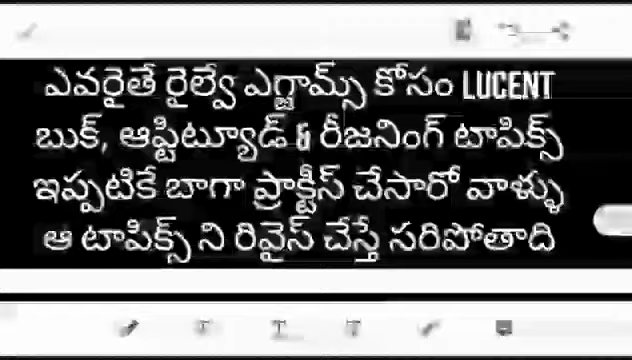 ఎవరైతే రైల్వే ఎగ్జామ్స్ కోసం LUCENT
బుక్, ఆప్టిట్యూడ్ & రీజనింగ్ టాపిక్స్
ఇప్పటికే బాగా ప్రాక్టీస్ చేసారో వాళ్ళు
ఆ టాపిక్స్ ని రివైస్ చేస్తే సరిపోతాది